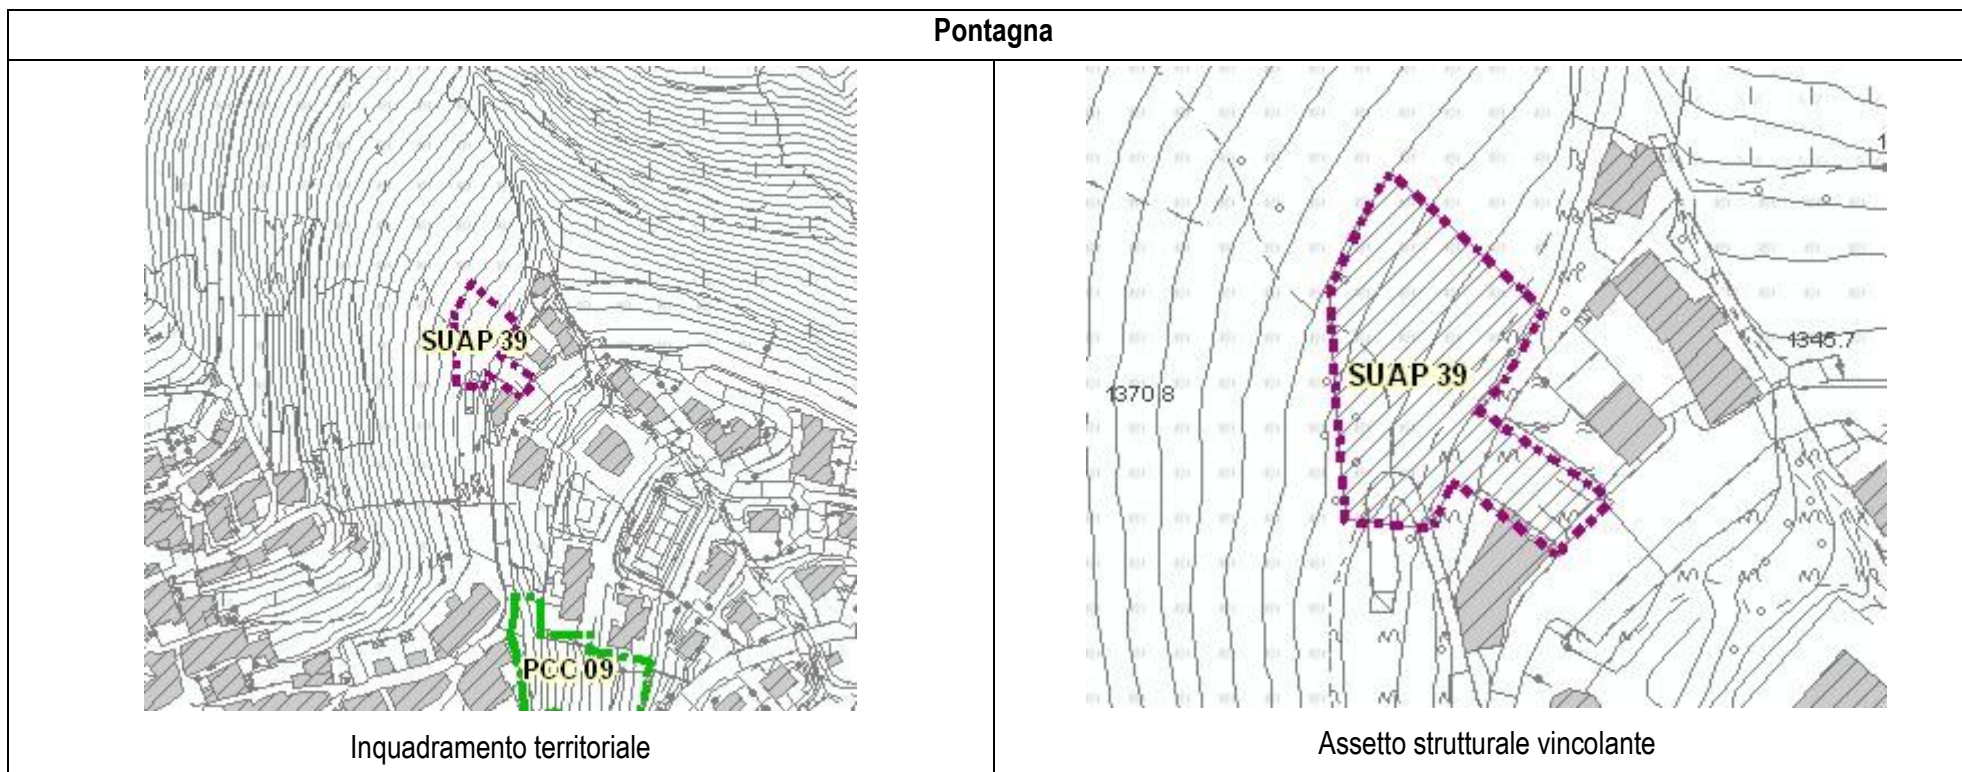 Pontagna
SUAP 39
PCC 09
Inquadramento territoriale
SUAP 39
1370.8
1345.7
Assetto strutturale vincolante